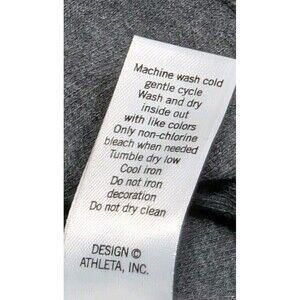 Machine wash cold
gentle cycle
Wash and dry
inside out
with like colors
Only non-chlorine
bleach when needed
Tumble dry low
Cool iron
Do not iron
decoration
Do not dry clean
DESIGN ©
ATHLETA, INC.